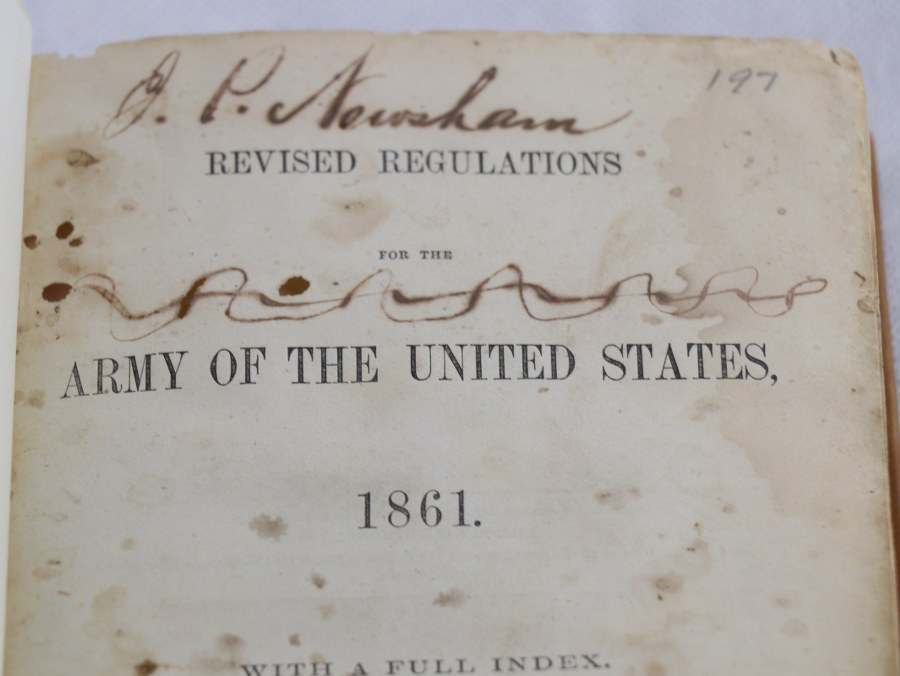 J. P. Newsham
197
REVISED REGULATIONS
FOR THE
ARMY OF THE UNITED STATES,
1861.
WITH A FULL INDEX.